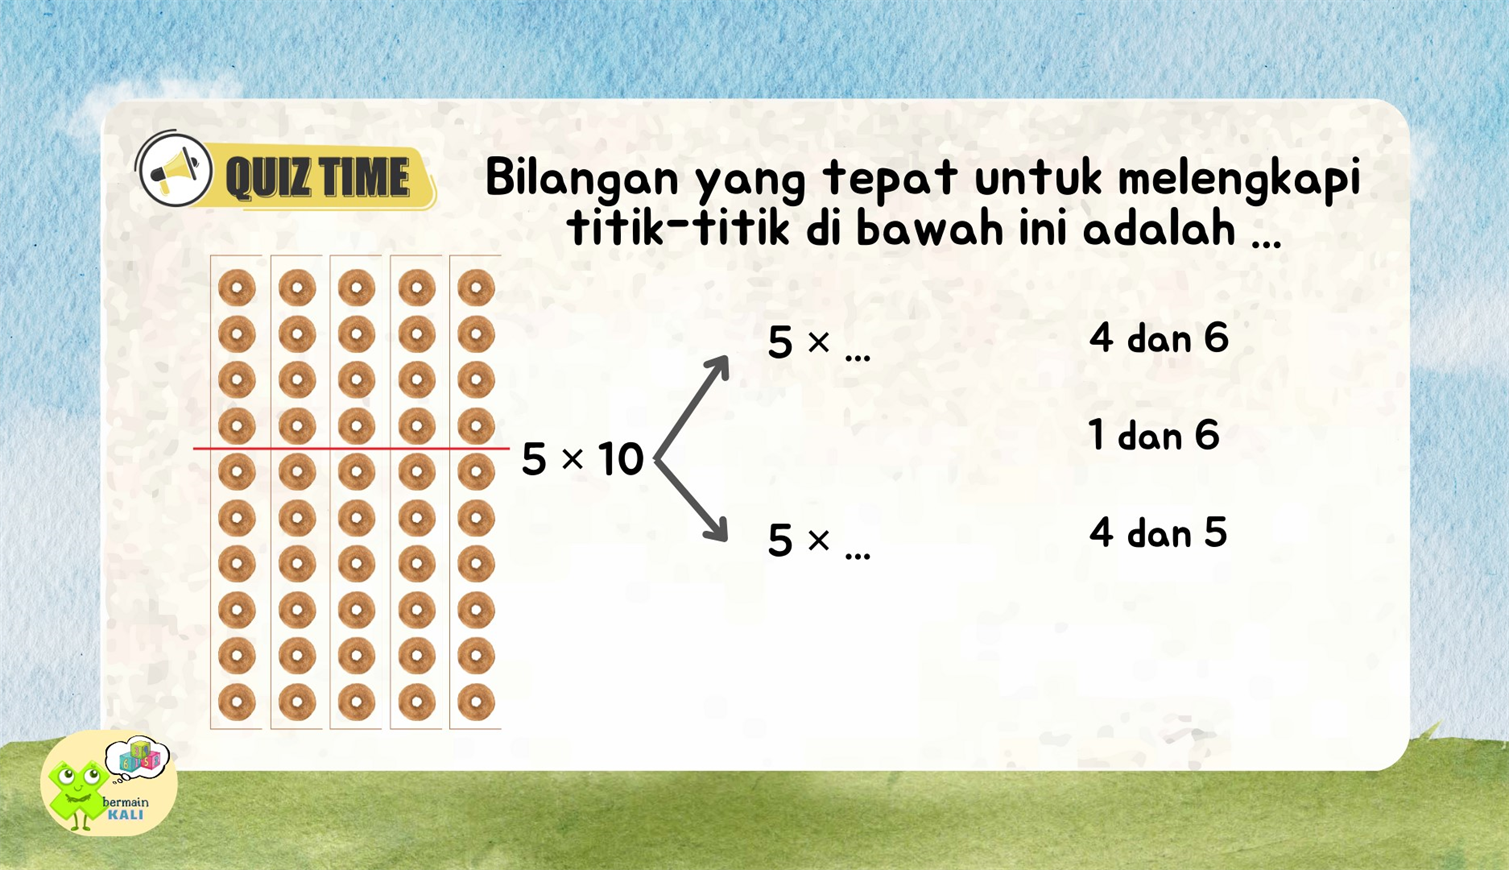 QUIZ TIME
Bilangan yang tepat untuk melengkapi
titik-titik di bawah ini adalah ...
5 × 10
5 × ...
5 × ...
4 dan 6
1 dan 6
4 dan 5
bermain
KALI